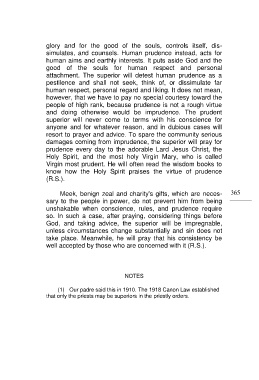 glory and for the good of the souls, controls itself, dis-
simulates, and counsels. Human prudence instead, acts for
human aims and earthly interests. It puts aside God and the
good of the souls for human respect and personal
attachment. The superior will detest human prudence as a
pestilence and shall not seek, think of, or dissimulate far
human respect, personal regard and liking. It does not mean,
however, that we have to pay no special courtesy toward the
people of high rank, because prudence is not a rough virtue
and doing otherwise would be imprudence. The prudent
superior will never come to terms with his conscience for
anyone and for whatever reason, and in dubious cases will
resort to prayer and advice. To spare the community serious
damages coming from imprudence, the superior will pray for
prudence every day to the adorable Lard Jesus Christ, the
Holy Spirit, and the most holy Virgin Mary, who is called
Virgin most prudent. He will often read the wisdom books to
know how the Holy Spirit praises the virtue of prudence
(R.S.).
Meek, benign zeal and charity's gifts, which are neces-
sary to the people in power, do not prevent him from being
unshakable when conscience, rules, and prudence require
so. In such a case, after praying, considering things before
God, and taking advice, the superior will be impregnable,
unless circumstances change substantially and sin does not
take place. Meanwhile, he will pray that his consistency be
well accepted by those who are concerned with it (R.S.).
365
NOTES
(1) Our padre said this in 1910. The 1918 Canon Law established
that only the priests may be superiors in the priestly orders.